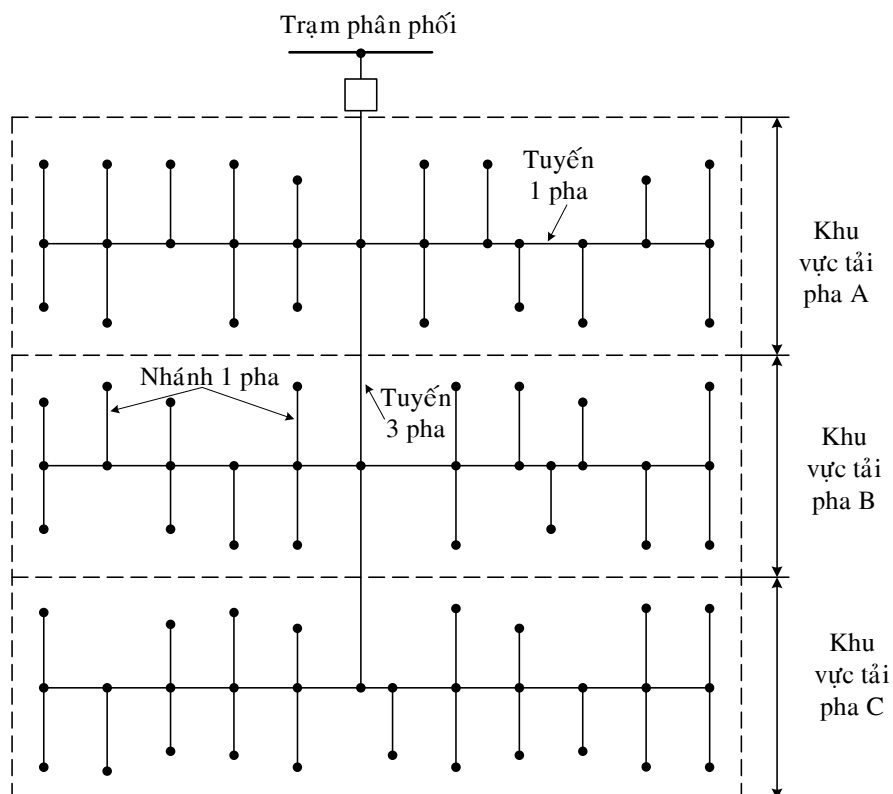 Trạm phân phối
Tuyến
1 pha
Khu
vực tải
pha A
Nhánh 1 pha
Tuyến
3 pha
Khu
vực tải
pha B
Khu
vực tải
pha C